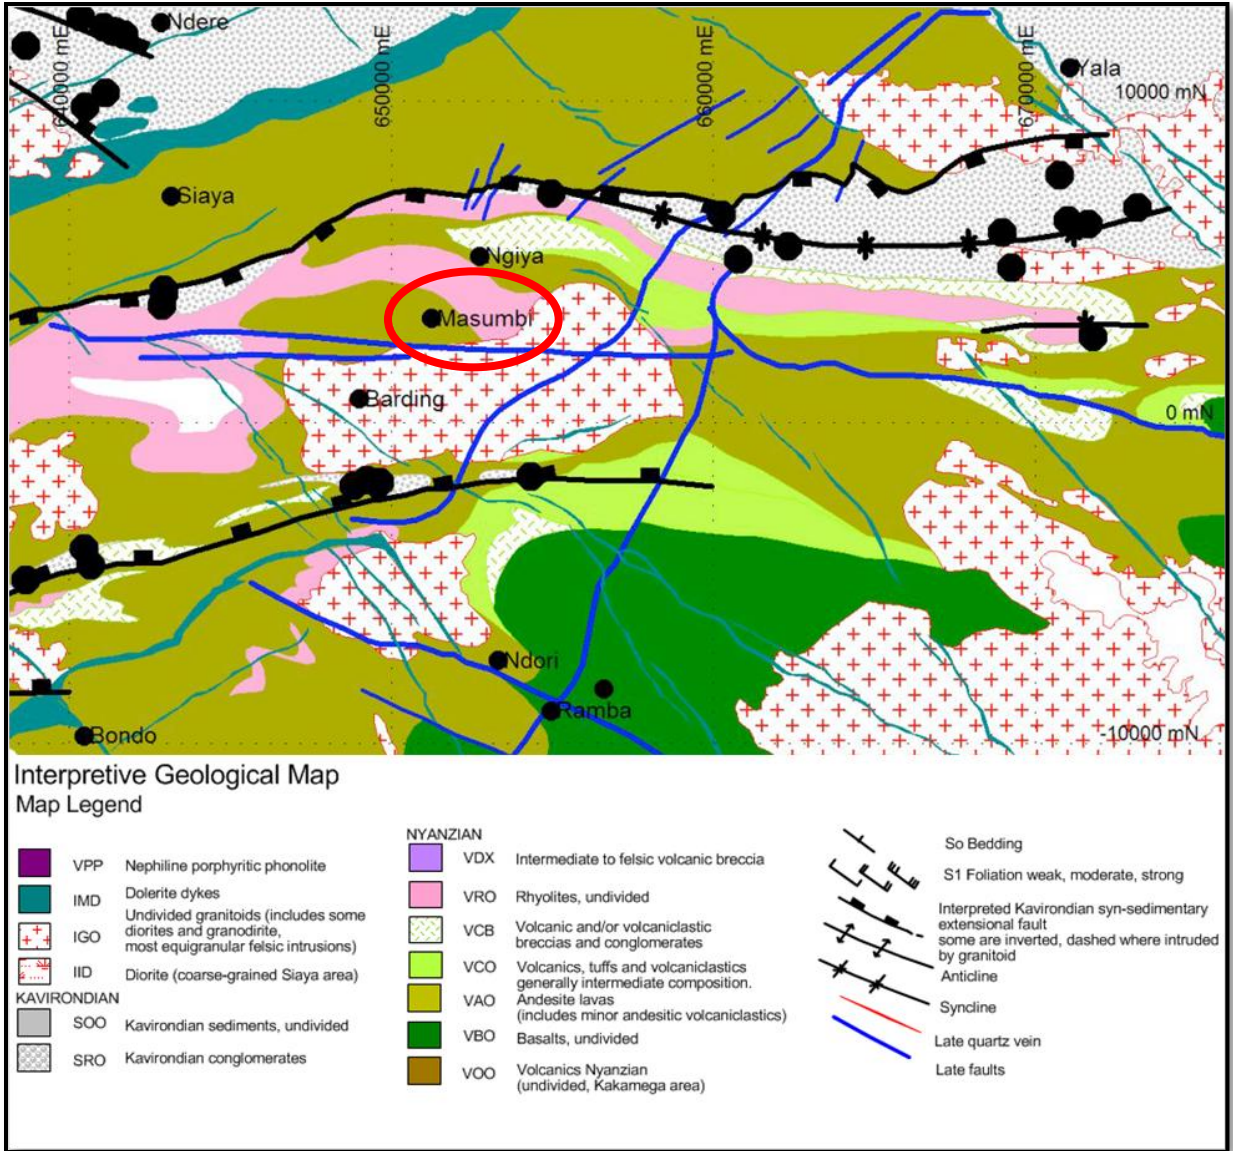 Ndere
640000 mE
650000 mE
660000 mE
670000 mE
Yala
10000 mN
Siaya
Ngiya
Masumbi
Barding
0 mN
Ndori
Ramba
Bondo
-10000 mN
Interpretive Geological Map
Map Legend
VPP Nephiline porphyritic phonolite
IMD Dolerite dykes
IGO Undivided granitoids (includes some
diorites and granodirite,
most equigranular felsic intrusions)
IID Diorite (coarse-grained Siaya area)
KAVIRONDIAN
SOO Kavirondian sediments, undivided
SRO Kavirondian conglomerates
NYANZIAN
VDX Intermediate to felsic volcanic breccia
VRO Rhyolites, undivided
VCB Volcanic and/or volcaniclastic
breccias and conglomerates
VCO Volcanics, tuffs and volcaniclastics
generally intermediate composition.
VAO Andesite lavas
(includes minor andesitic volcaniclastics)
VBO Basalts, undivided
VOO Volcanics Nyanzian
(undivided, Kakamega area)
So Bedding
S1 Foliation weak, moderate, strong
Interpreted Kavirondian syn-sedimentary
extensional fault
some are inverted, dashed where intruded
by granitoid
Anticline
Syncline
Late quartz vein
Late faults